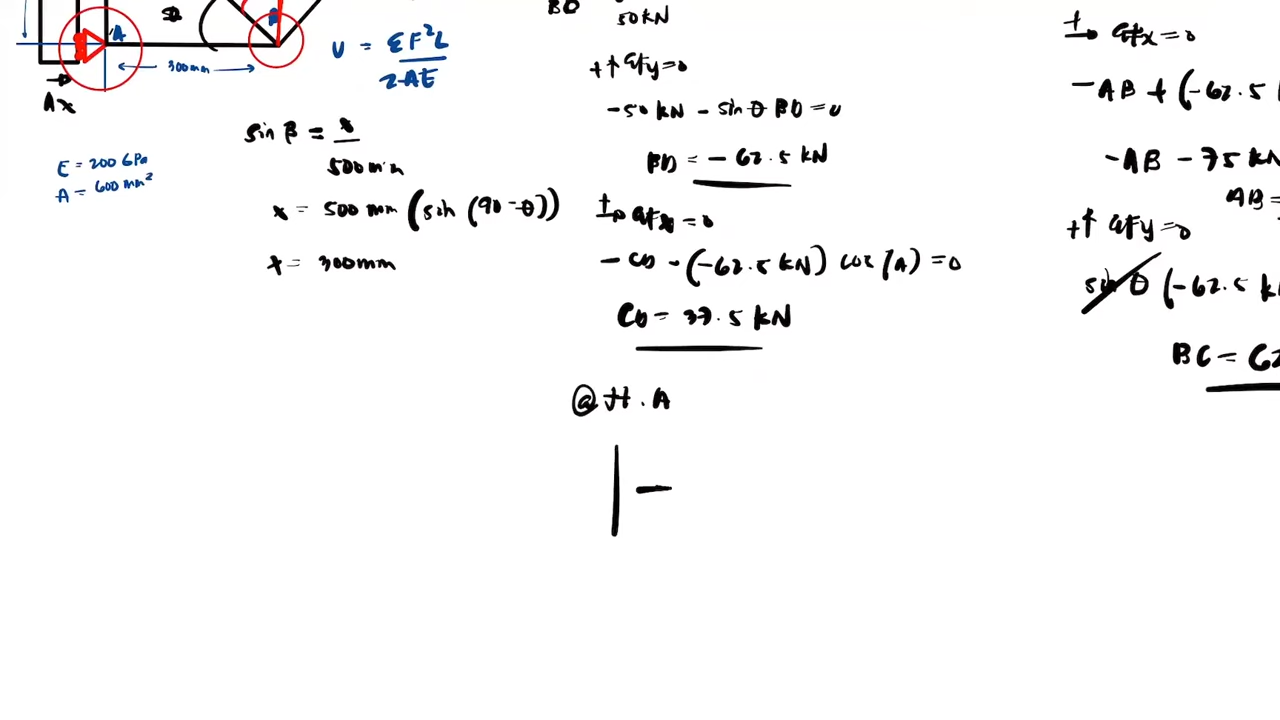 A
300mm
Ax
U = ΣF²L
2AE
E = 200 GPa
A = 600 mm²
sin β = x
500mm
x = 500 mm (sin (90-θ))
x = 300mm
BD
50KN
+↑ ΣFy=0
-50 KN - sin θ BD = 0
BD = -62.5 KN
+→ ΣFx = 0
- CD - (-62.5 KN) cos (A) = 0
CD = 37.5 KN
@ Jt. A
+→ ΣFx = 0
- AB + (-62.5
-AB - 75 KN
AB =
+↑ ΣFy = 0
sin θ (-62.5 K
BC = 62